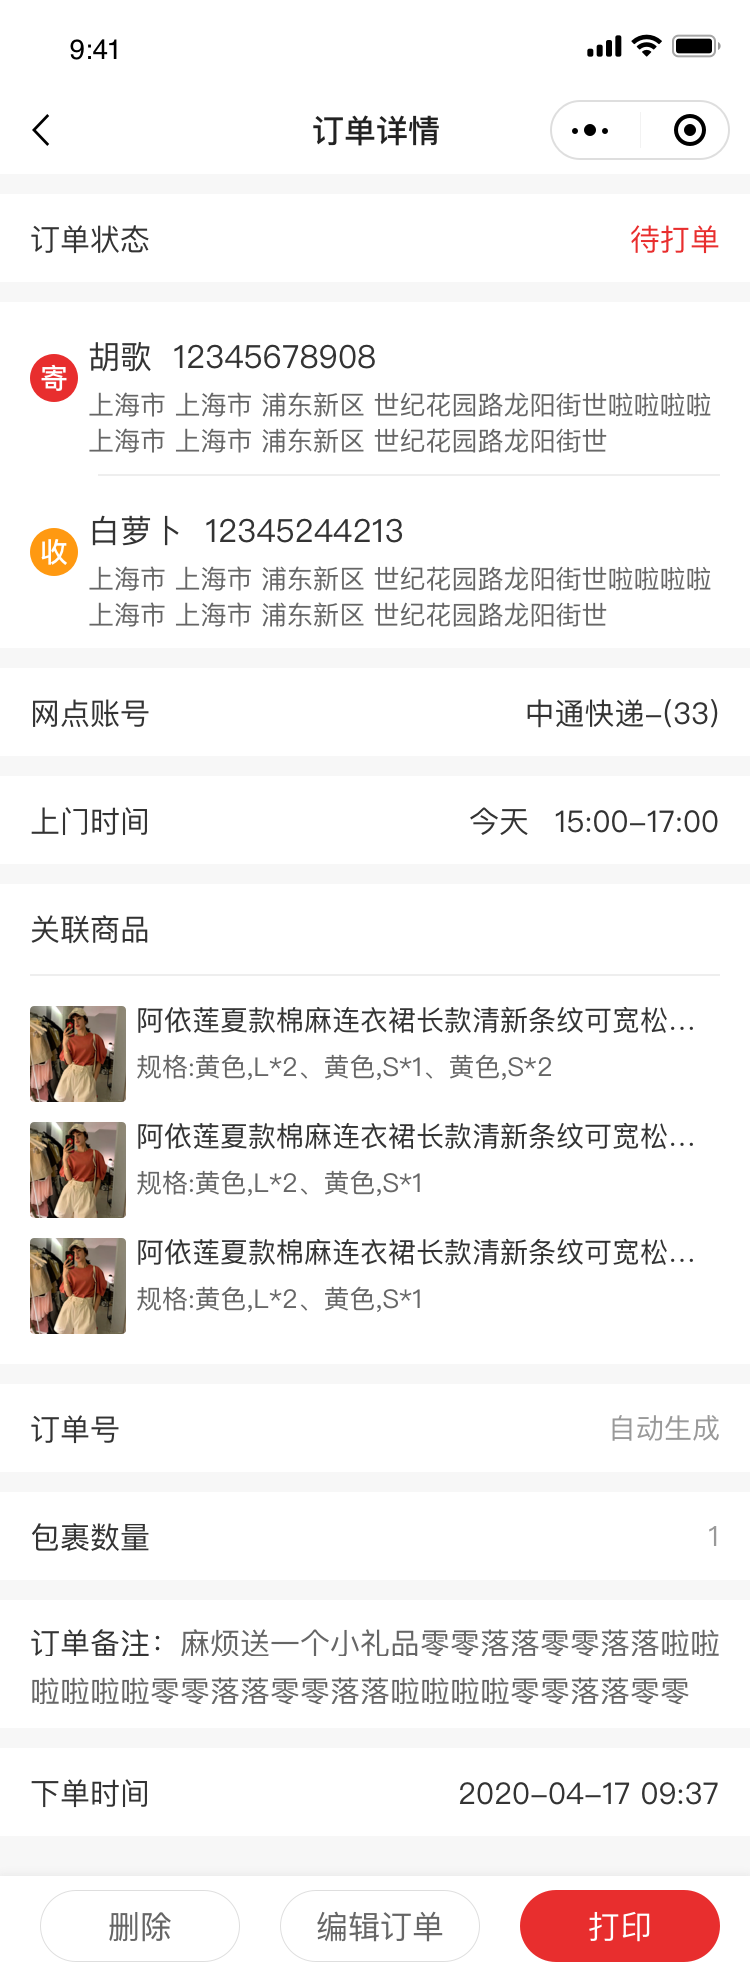 9:41
订单详情
订单状态 待打单
寄 胡歌 12345678908
上海市 上海市 浦东新区 世纪花园路龙阳街世啦啦啦啦
上海市 上海市 浦东新区 世纪花园路龙阳街世
收 白萝卜 12345244213
上海市 上海市 浦东新区 世纪花园路龙阳街世啦啦啦啦
上海市 上海市 浦东新区 世纪花园路龙阳街世
网点账号 中通快递-(33)
上门时间 今天 15:00-17:00
关联商品
阿依莲夏款棉麻连衣裙长款清新条纹可宽松...
规格:黄色,L*2、黄色,S*1、黄色,S*2
阿依莲夏款棉麻连衣裙长款清新条纹可宽松...
规格:黄色,L*2、黄色,S*1
阿依莲夏款棉麻连衣裙长款清新条纹可宽松...
规格:黄色,L*2、黄色,S*1
订单号 自动生成
包裹数量 1
订单备注：麻烦送一个小礼品零零落落零零落落啦啦
啦啦啦啦零零落落零零落落啦啦啦啦零零落落零零
下单时间 2020-04-17 09:37
删除 编辑订单 打印